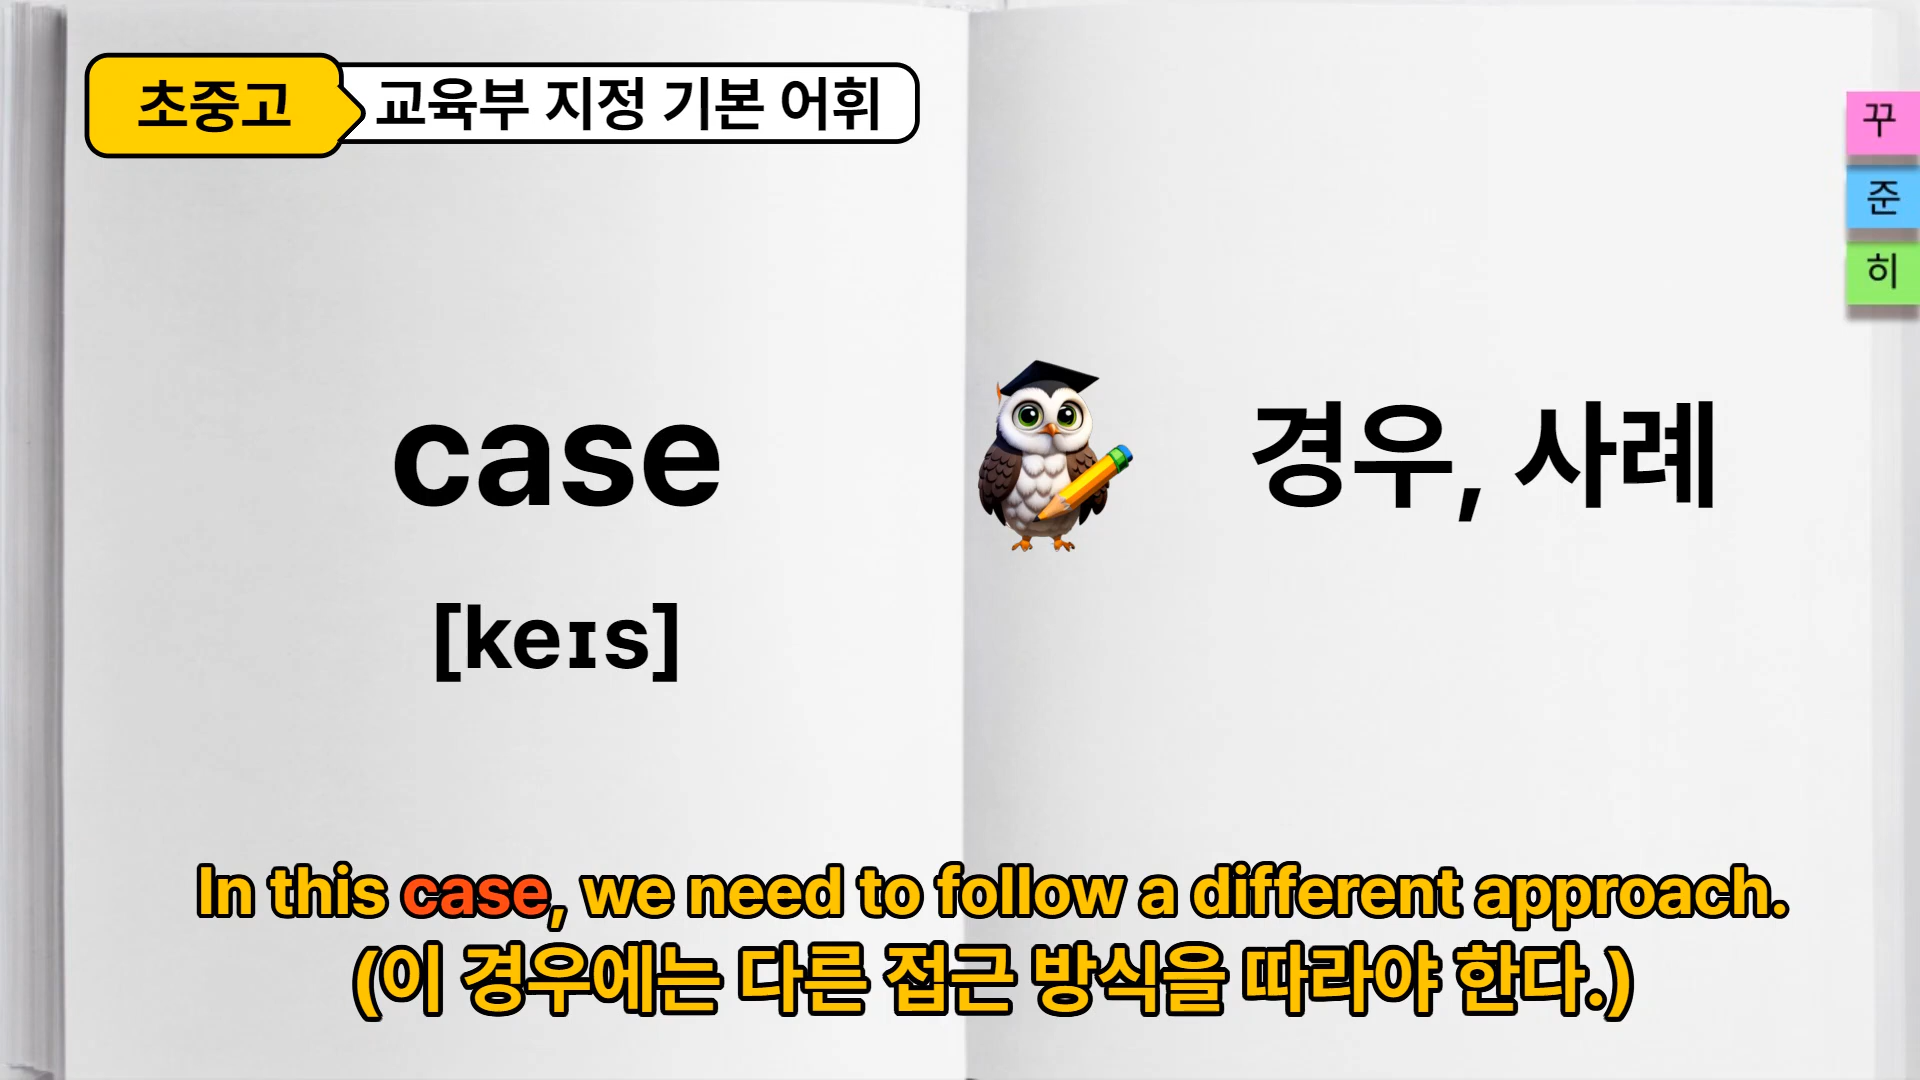 초중고 교육부 지정 기본 어휘
꾸
준
히
case
[keɪs]
경우, 사례
In this case, we need to follow a different approach.
(이 경우에는 다른 접근 방식을 따라야 한다.)